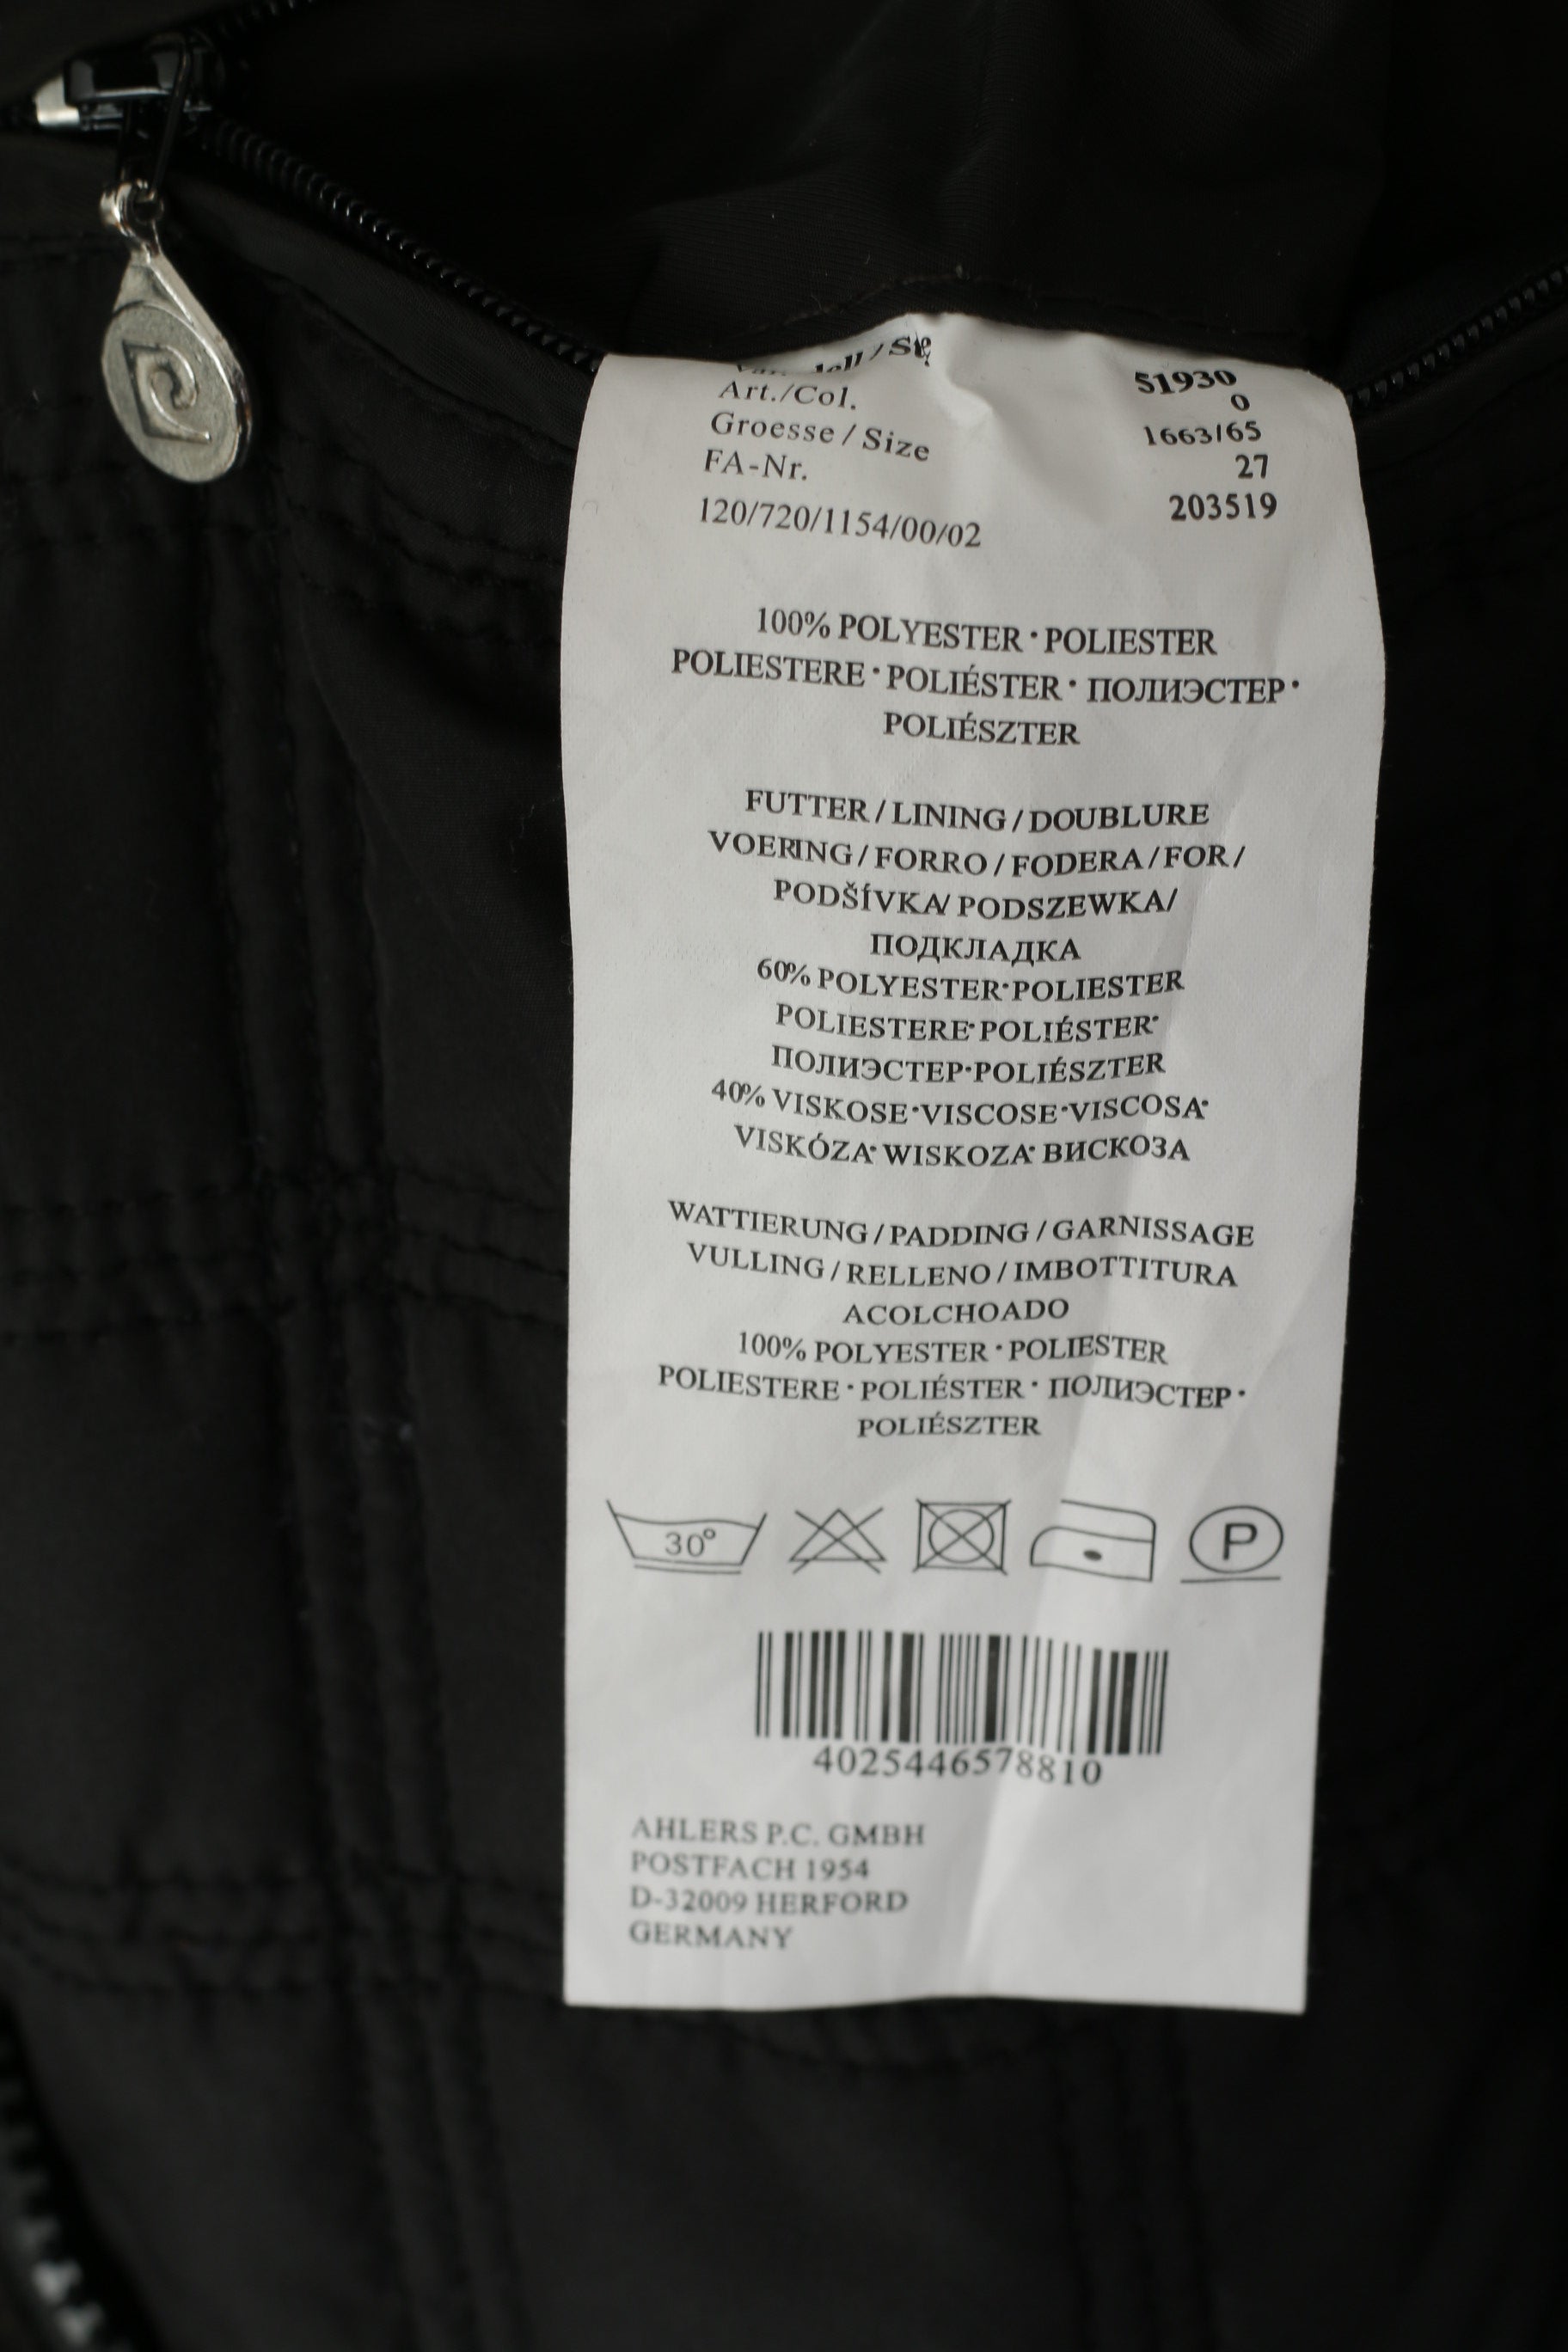 51930
0
Art./Col. 1663/65
Groesse / Size 27
FA-Nr. 203519
120/720/1154/00/02
100% POLYESTER • POLIESTER
POLIESTERE • POLIÉSTER • ПОЛИЭСТЕР •
POLIÉSZTER
FUTTER / LINING / DOUBLURE
VOERING / FORRO / FODERA / FOR /
PODŠÍVKA/ PODSZEWKA/
ПОДКЛАДКА
60% POLYESTER•POLIESTER
POLIESTERE•POLIÉSTER•
ПОЛИЭСТЕР•POLIÉSZTER
40% VISKOSE•VISCOSE•VISCOSA•
VISKÓZA•WISKOZA•ВИСКОЗА
WATTIERUNG / PADDING / GARNISSAGE
VULLING / RELLENO / IMBOTTITURA
ACOLCHOADO
100% POLYESTER • POLIESTER
POLIESTERE • POLIÉSTER • ПОЛИЭСТЕР •
POLIÉSZTER
30° P
4025446578810
AHLERS P.C. GMBH
POSTFACH 1954
D-32009 HERFORD
GERMANY